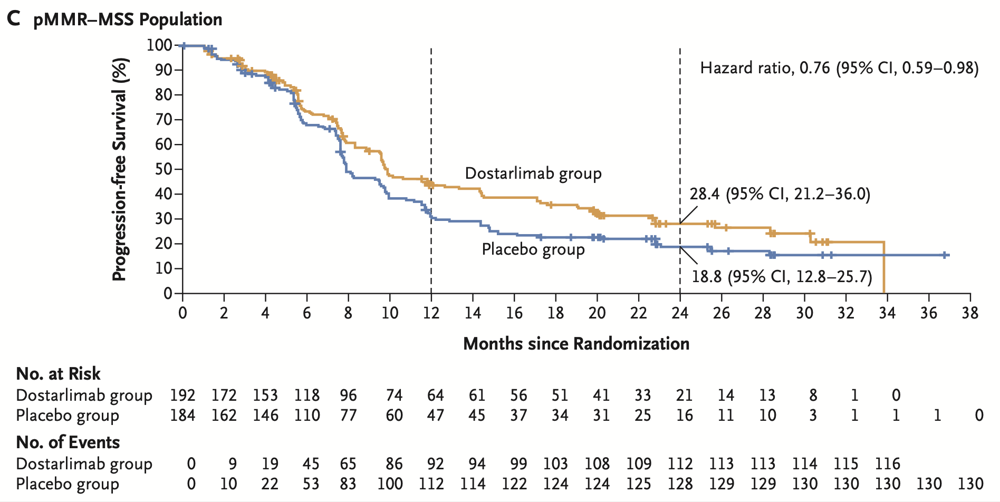 C pMMR–MSS Population
Progression-free Survival (%)
100
90
80
70
60
50
40
30
20
10
0
Hazard ratio, 0.76 (95% CI, 0.59–0.98)
Dostarlimab group
28.4 (95% CI, 21.2–36.0)
Placebo group
18.8 (95% CI, 12.8–25.7)
0 2 4 6 8 10 12 14 16 18 20 22 24 26 28 30 32 34 36 38
Months since Randomization
No. at Risk
Dostarlimab group 192 172 153 118 96 74 64 61 56 51 41 33 21 14 13 8 1 0
Placebo group 184 162 146 110 77 60 47 45 37 34 31 25 16 11 10 3 1 1 1 0
No. of Events
Dostarlimab group 0 9 19 45 65 86 92 94 99 103 108 109 112 113 113 114 115 116
Placebo group 0 10 22 53 83 100 112 114 122 124 124 125 128 129 129 130 130 130 130 130